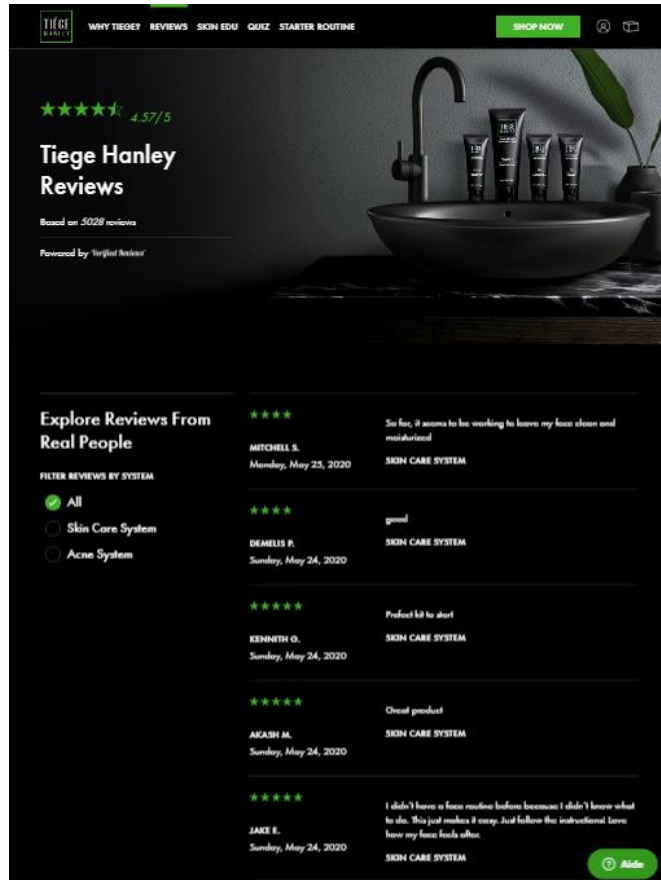 TIÉGE
HANLEY
WHY TIEGE?
REVIEWS
SKIN EDU
QUIZ
STARTER ROUTINE
SHOP NOW
4.57/5
Tiege Hanley
Reviews
Based on 5028 reviews
Powered by Verified Reviews'
TIEGE
Explore Reviews From
Real People
FILTER REVIEWS BY SYSTEM
All
Skin Care System
Acne System
MITCHELL S.
Monday, May 25, 2020
So far, it seems to be working to leave my face clean and
moisturized
SKIN CARE SYSTEM
DEMELIS P.
Sunday, May 24, 2020
good
SKIN CARE SYSTEM
KENNITH O.
Sunday, May 24, 2020
Prefect kit to start
SKIN CARE SYSTEM
AKASH M.
Sunday, May 24, 2020
Great product
SKIN CARE SYSTEM
JAKE E.
Sunday, May 24, 2020
I didn't have a face routine before because I didn't know what
to do. This just makes it easy. Just follow the instructions! Love
how my face feels after.
SKIN CARE SYSTEM
Aide